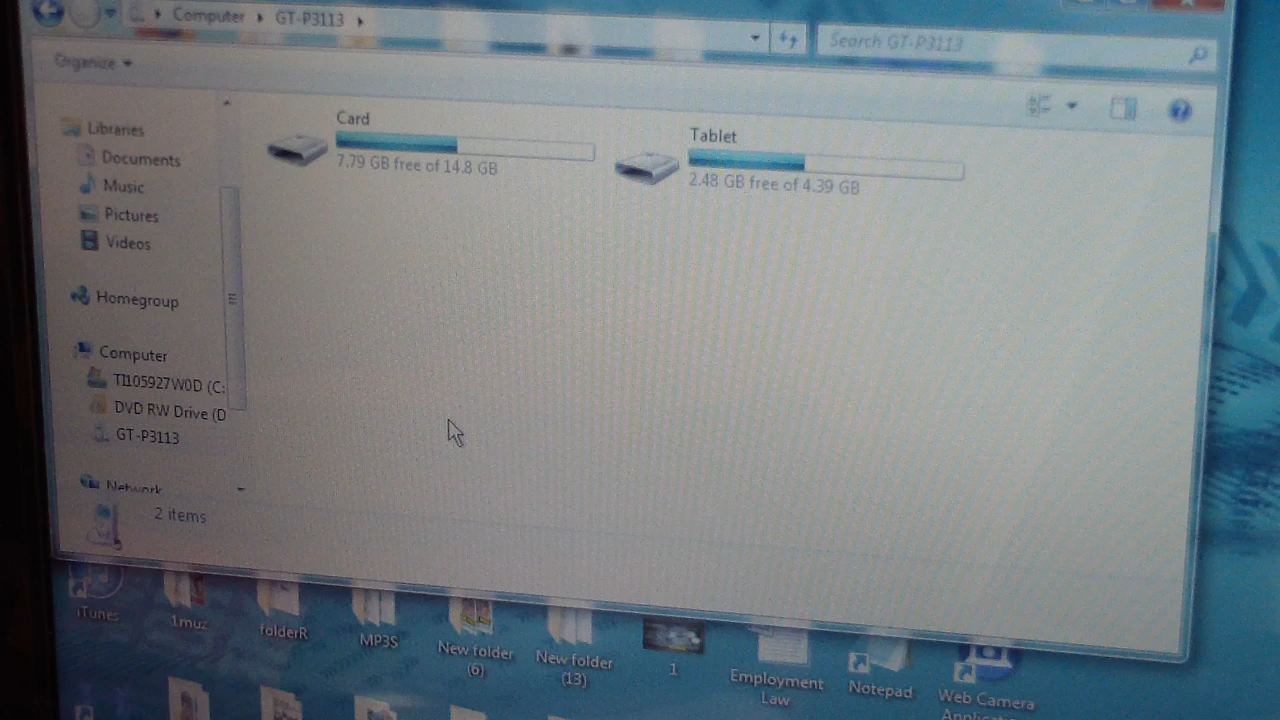 Computer GT-P3113
Search GT-P3113
Organize
Libraries
Documents
Music
Pictures
Videos
Homegroup
Computer
TI105927W0D (C:
DVD RW Drive (D
GT-P3113
Network
Card
7.79 GB free of 14.8 GB
Tablet
2.48 GB free of 4.39 GB
2 items
iTunes
1muz
folderR
MP3S
New folder
(6)
New folder
(13)
1
Employment
Law
Notepad
Web Camera